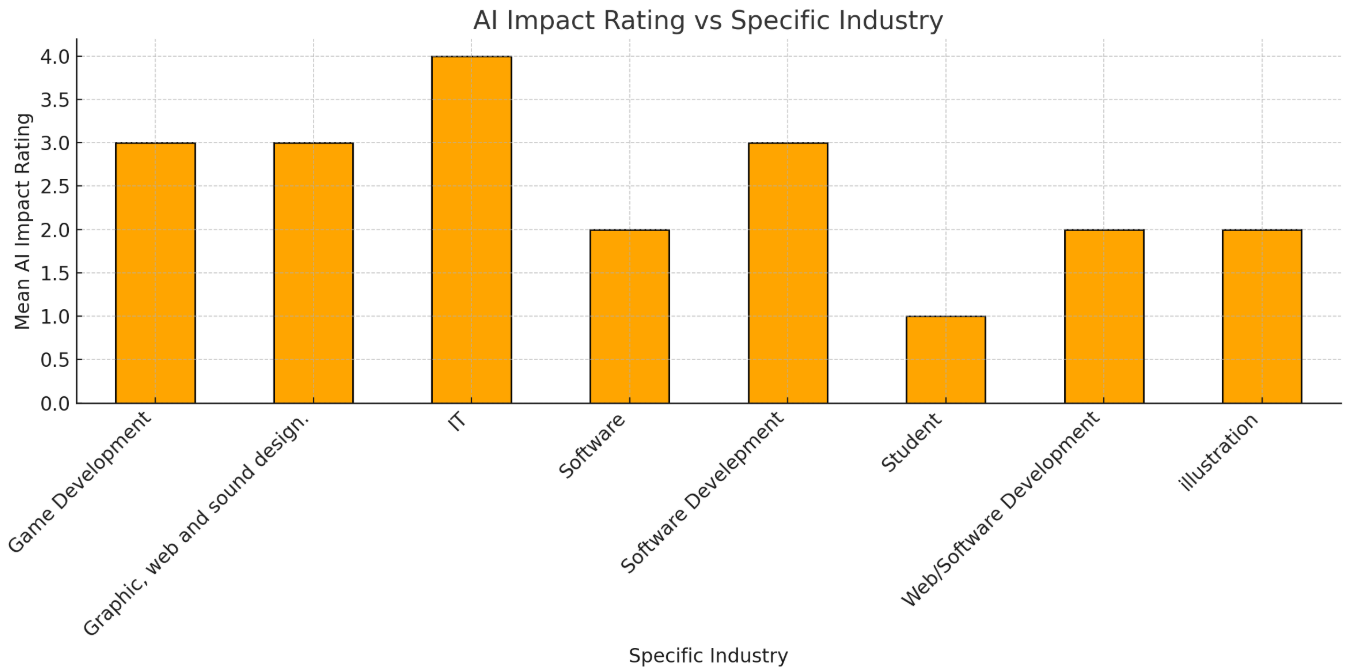 AI Impact Rating vs Specific Industry
Mean AI Impact Rating
4.0
3.5
3.0
2.5
2.0
1.5
1.0
0.5
0.0
Game Development
Graphic, web and sound design.
IT
Software
Software Develepment
Student
Web/Software Development
illustration
Specific Industry